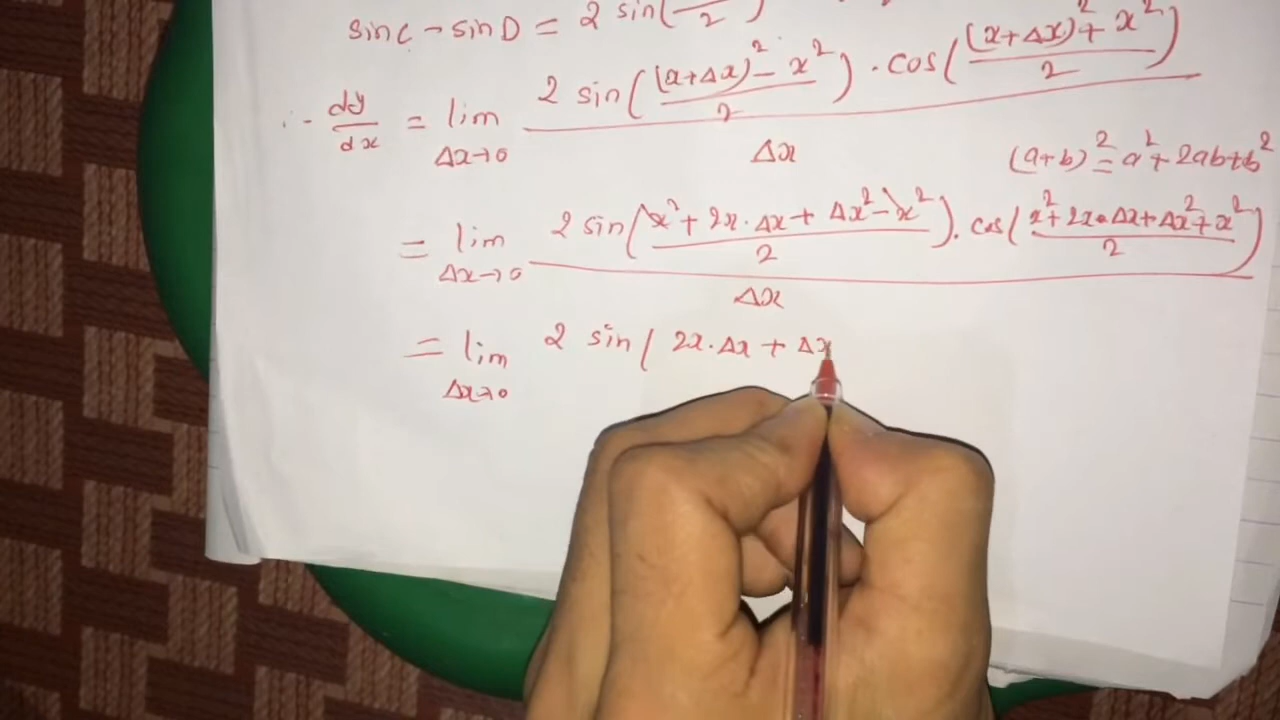 sinC - sinD = 2 sin( /2 )
∴ dy/dx = lim Δx→0 2 sin((x+Δx)² - x²/2) · cos((x+Δx)² + x²/2) / Δx
(a+b)² = a² + 2ab + b²
= lim Δx→0 2 sin(x² + 2x·Δx + Δx² - x²/2) · cos(x² + 2x·Δx + Δx² + x²/2) / Δx
= lim Δx→0 2 sin( 2x·Δx + Δx